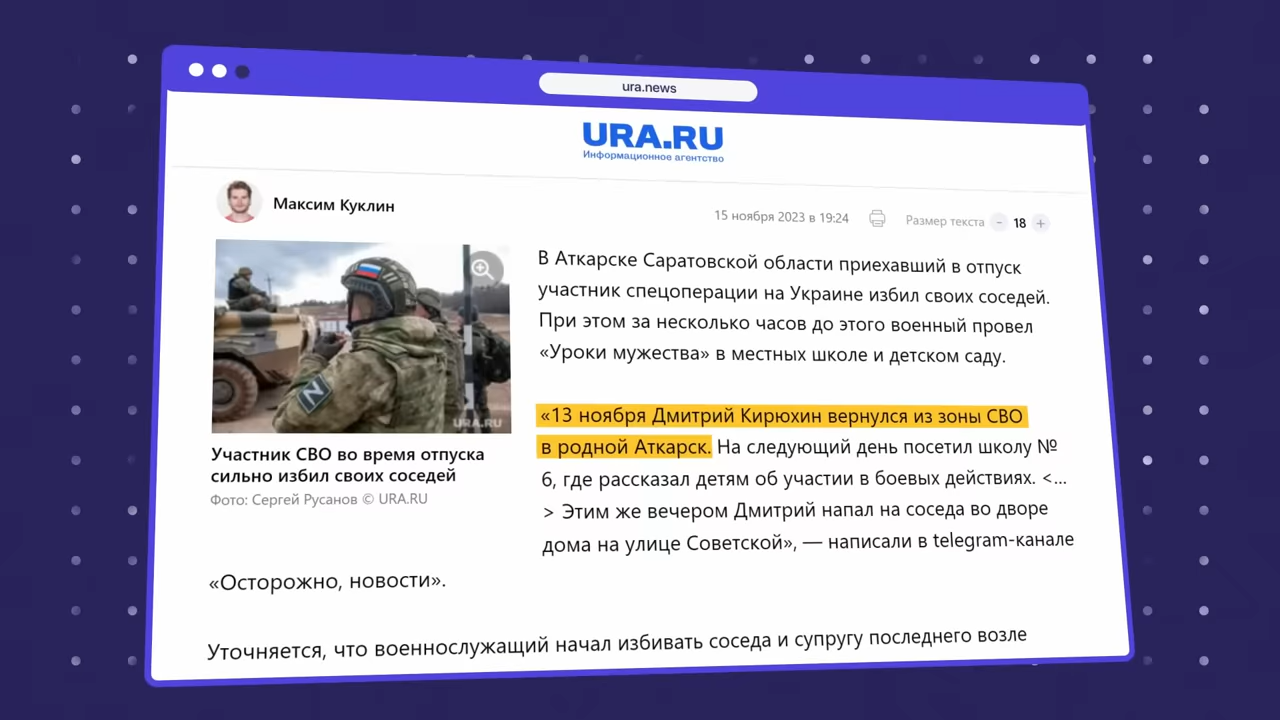 ura.news
URA.RU
Информационное агентство
Максим Куклин
15 ноября 2023 в 19:24
Размер текста - 18 +
URA.RU
Участник СВО во время отпуска
сильно избил своих соседей
Фото: Сергей Русанов © URA.RU
В Аткарске Саратовской области приехавший в отпуск
участник спецоперации на Украине избил своих соседей.
При этом за несколько часов до этого военный провел
«Уроки мужества» в местных школе и детском саду.
«13 ноября Дмитрий Кирюхин вернулся из зоны СВО
в родной Аткарск. На следующий день посетил школу №
6, где рассказал детям об участии в боевых действиях. <...
> Этим же вечером Дмитрий напал на соседа во дворе
дома на улице Советской», — написали в telegram-канале
«Осторожно, новости».
Уточняется, что военнослужащий начал избивать соседа и супругу последнего возле